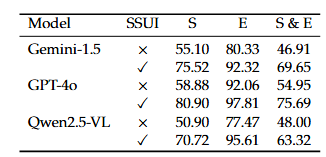 Model SSUI S E S & E
Gemini-1.5 × 55.10 80.33 46.91
✓ 75.52 92.32 69.65
GPT-4o × 58.88 92.06 54.95
✓ 80.90 97.81 75.69
Qwen2.5-VL × 50.90 77.47 48.00
✓ 70.72 95.61 63.32